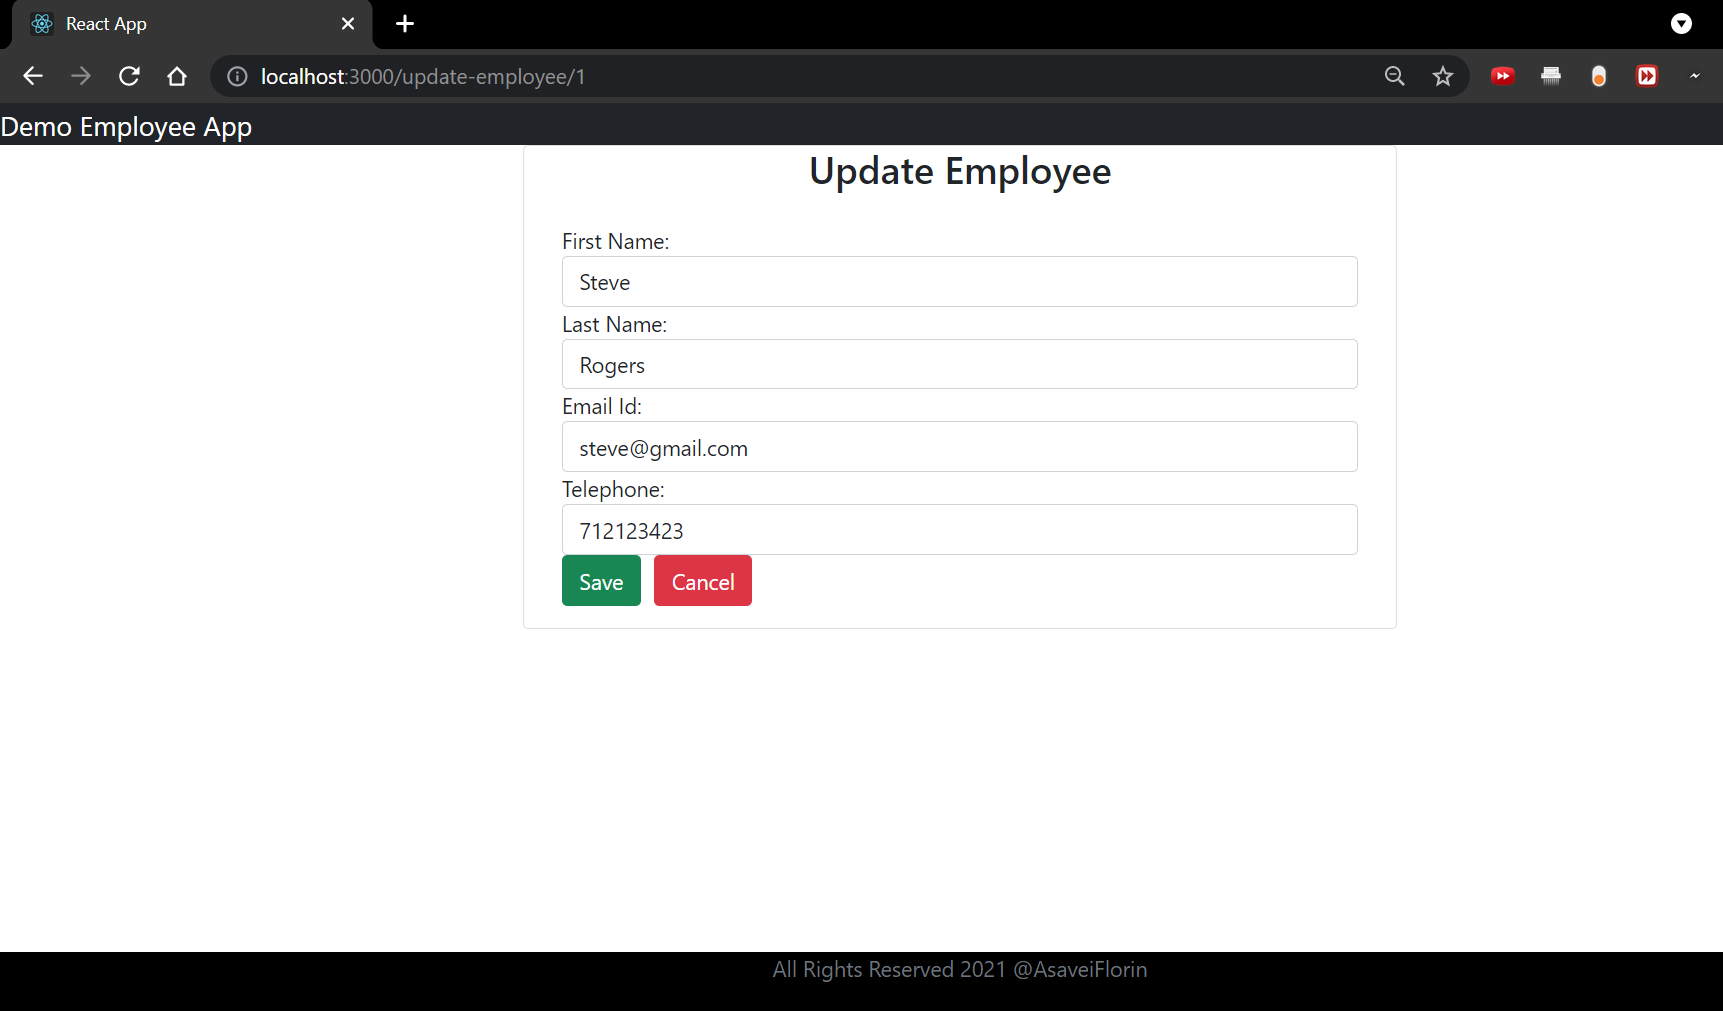 React App
localhost:3000/update-employee/1
Demo Employee App
Update Employee
First Name:
Steve
Last Name:
Rogers
Email Id:
steve@gmail.com
Telephone:
712123423
Save Cancel
All Rights Reserved 2021 @AsaveiFlorin